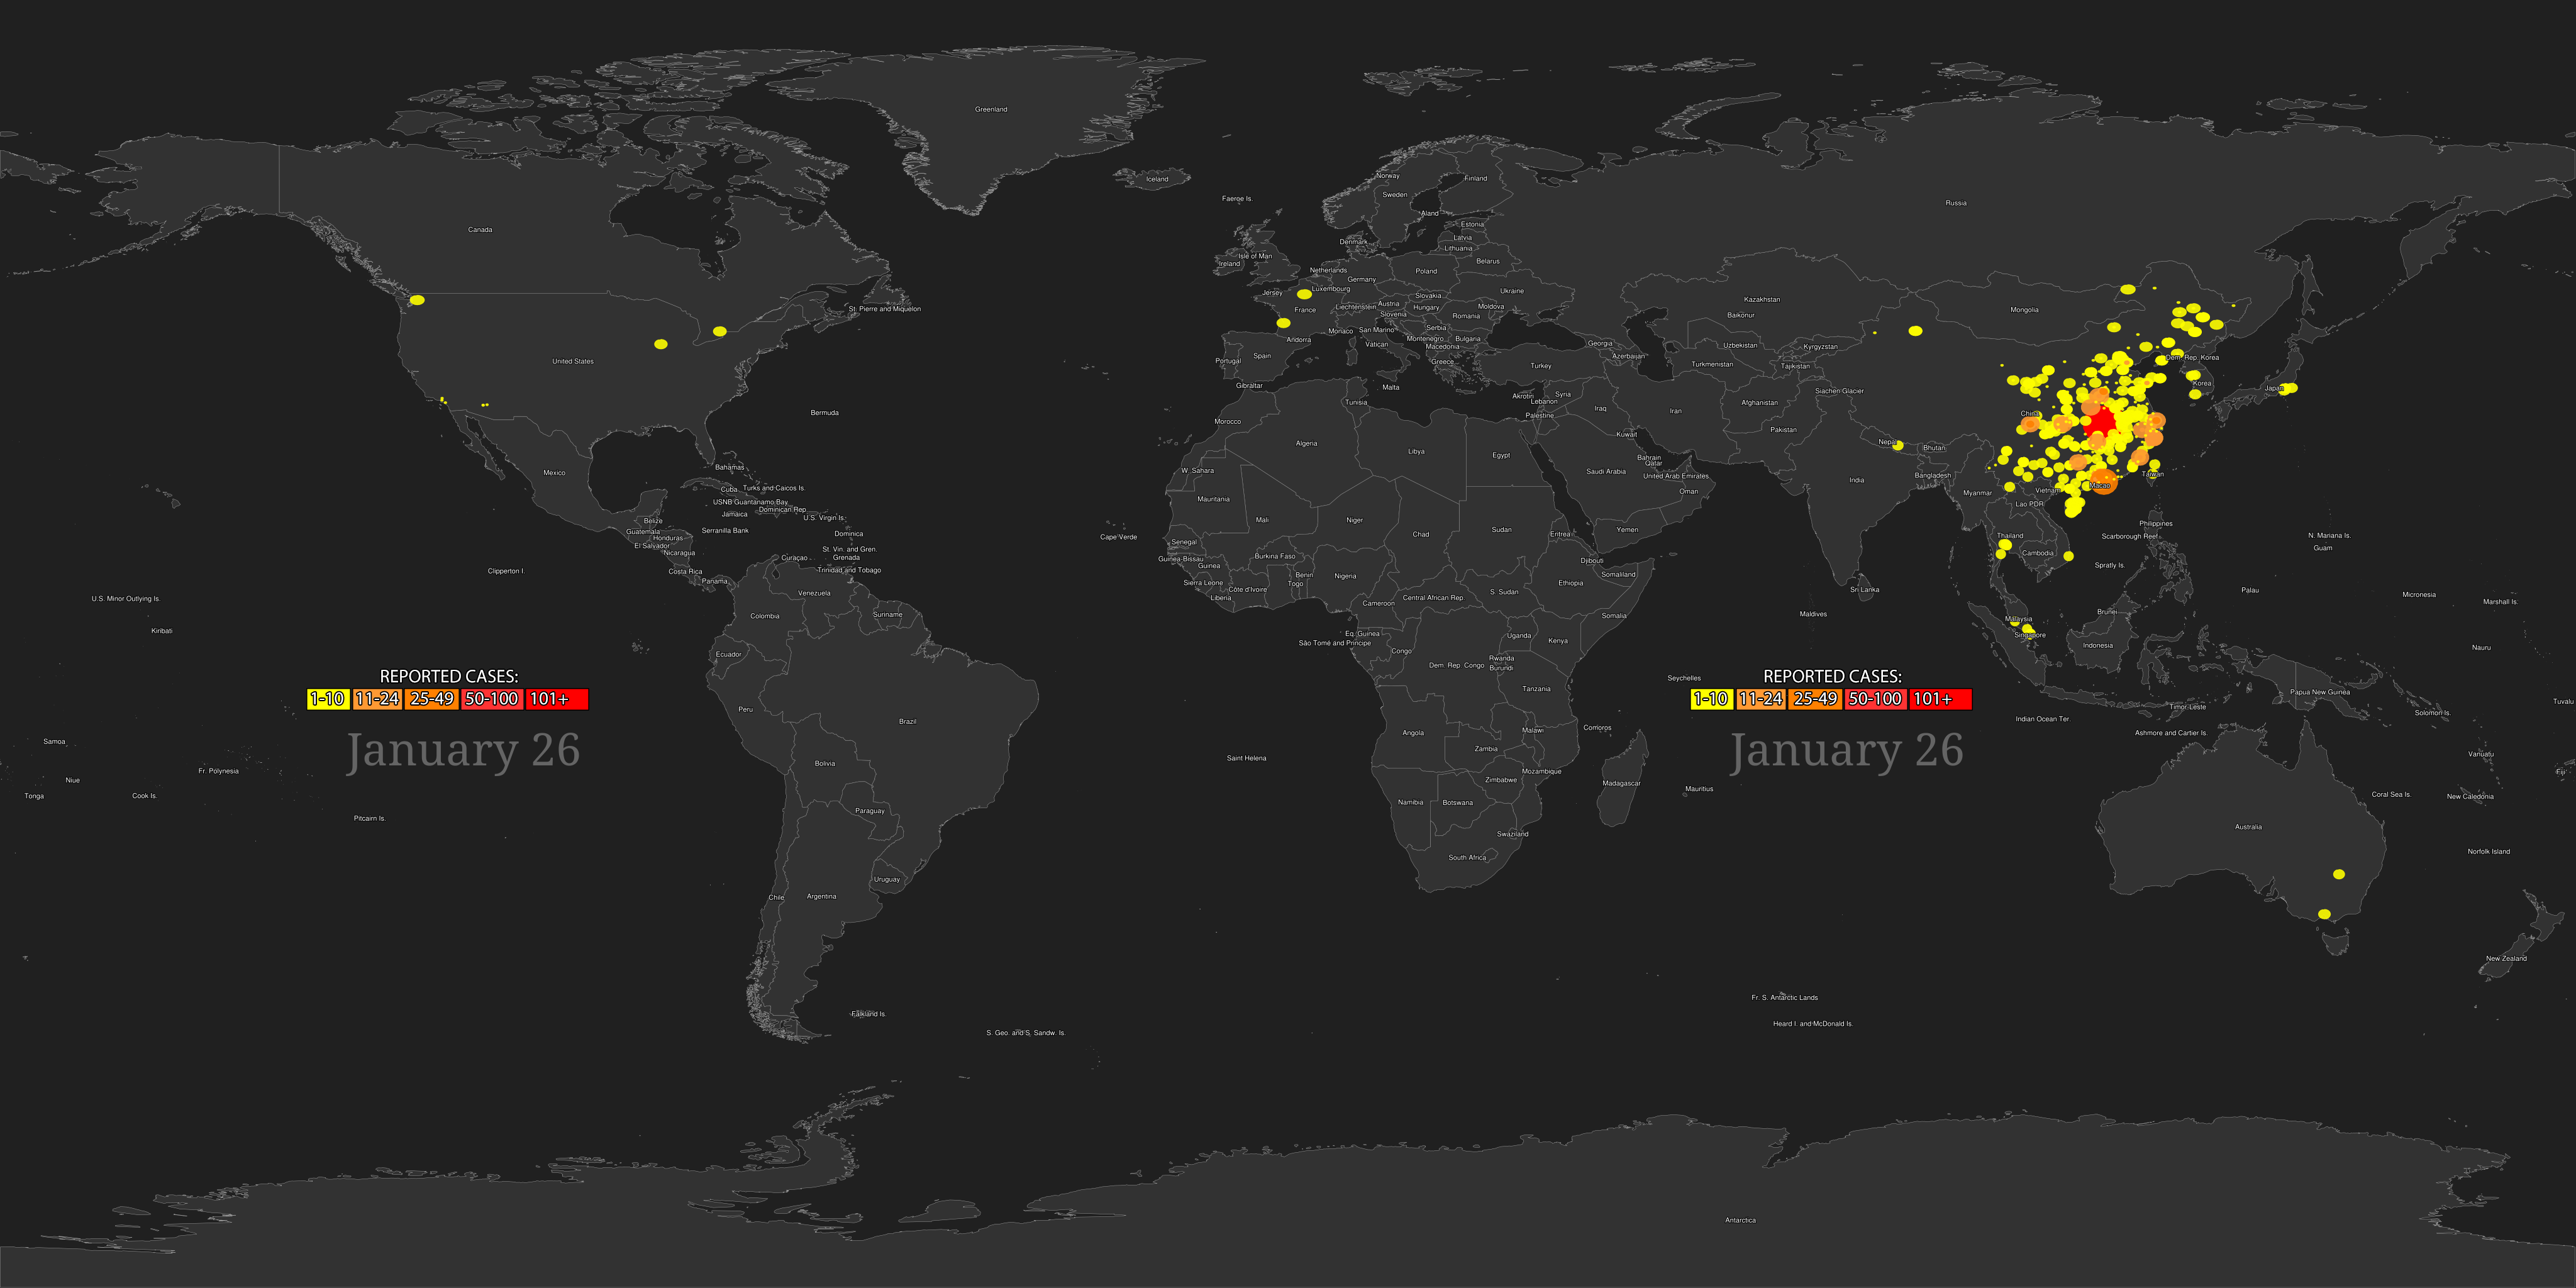 Greenland
Iceland
Norway
Finland
Faeroe Is.
Sweden
Russia
Aland
Estonia
Canada
Latvia
Denmark
Lithuania
Isle of Man
Ireland
Belarus
Netherlands
Poland
Germany
Luxembourg
Jersey
Ukraine
Slovakia
Kazakhstan
Austria
Liechtenstein
Hungary
Moldova
St. Pierre and Miquelon
France
Mongolia
Slovenia
Baikonur
Romania
Serbia
Monaco
San Marino
Andorra
Montenegro
Bulgaria
Georgia
Vatican
Macedonia
Uzbekistan
Kyrgyzstan
Azerbaijan
Spain
Portugal
Dem. Rep. Korea
United States
Greece
Turkey
Turkmenistan
Tajikistan
Korea
Gibraltar
Malta
Japan
Siachen Glacier
Akrotiri
Syria
Lebanon
Tunisia
Afghanistan
Iraq
Iran
Bermuda
Palestine
China
Morocco
Pakistan
Kuwait
Algeria
Nepal
Libya
Egypt
Bhutan
Bahrain
Qatar
Bahamas
W. Sahara
Saudi Arabia
Mexico
United Arab Emirates
Bangladesh
Taiwan
India
Macao
Cuba
Turks and Caicos Is.
Oman
Vietnam
Myanmar
Mauritania
USNB Guantanamo Bay
Lao PDR
Dominican Rep.
Jamaica
U.S. Virgin Is.
Mali
Niger
Belize
Philippines
Serranilla Bank
Sudan
Yemen
Guatemala
Chad
Eritrea
Dominica
Thailand
N. Mariana Is.
Honduras
Cape Verde
Scarborough Reef
Senegal
El Salvador
Guam
St. Vin. and Gren.
Nicaragua
Cambodia
Burkina Faso
Grenada
Curaçao
Guinea-Bissau
Djibouti
Guinea
Spratly Is.
Clipperton I.
Costa Rica
Trinidad and Tobago
Benin
Nigeria
Somaliland
Panama
Sierra Leone
Togo
Ethiopia
Côte d'Ivoire
Sri Lanka
Palau
Venezuela
S. Sudan
Micronesia
U.S. Minor Outlying Is.
Liberia
Central African Rep.
Marshall Is.
Cameroon
Brunei
Suriname
Maldives
Colombia
Somalia
Malaysia
Kiribati
Eq. Guinea
Singapore
Uganda
Kenya
São Tomé and Principe
Indonesia
Nauru
Congo
Ecuador
Rwanda
Dem. Rep. Congo
Burundi
REPORTED CASES:
REPORTED CASES:
Seychelles
Tanzania
Papua New Guinea
1-10 11-24 25-49 50-100 101+
1-10 11-24 25-49 50-100 101+
Tuvalu
Timor-Leste
Peru
Solomon Is.
Indian Ocean Ter.
Brazil
Comoros
Malawi
Angola
Ashmore and Cartier Is.
Samoa
January 26
January 26
Zambia
Vanuatu
Saint Helena
Bolivia
Fr. Polynesia
Mozambique
Fiji
Niue
Zimbabwe
Madagascar
Mauritius
Tonga
Cook Is.
Coral Sea Is.
New Caledonia
Namibia
Botswana
Paraguay
Pitcairn Is.
Australia
Swaziland
Norfolk Island
South Africa
Uruguay
Argentina
Chile
New Zealand
Fr. S. Antarctic Lands
Falkland Is.
Heard I. and McDonald Is.
S. Geo. and S. Sandw. Is.
Antarctica